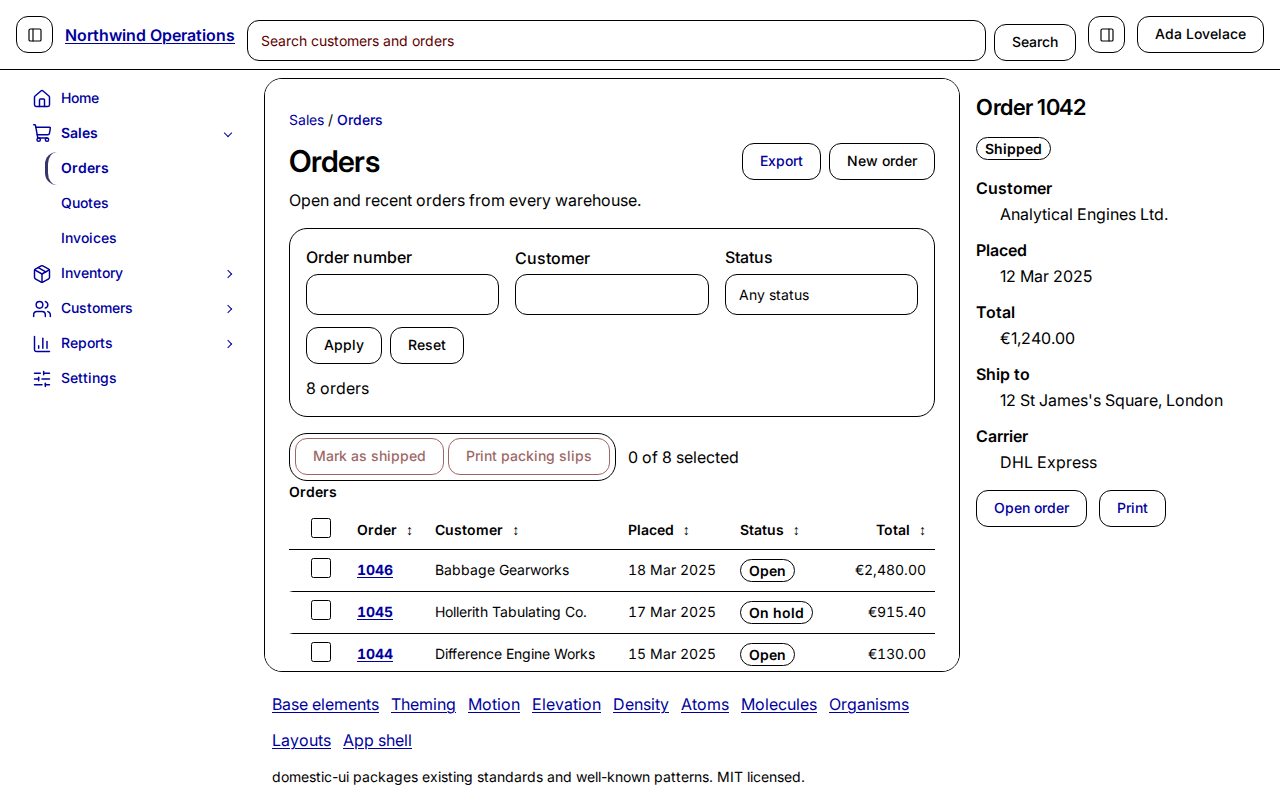 Northwind Operations
Search customers and orders
Search
Ada Lovelace
Home
Sales
Orders
Quotes
Invoices
Inventory
Customers
Reports
Settings
Sales / Orders
Orders
Export
New order
Open and recent orders from every warehouse.
Order number
Customer
Status
Any status
Apply
Reset
8 orders
Mark as shipped
Print packing slips
0 of 8 selected
Orders
Order ↕ Customer ↕ Placed ↕ Status ↕ Total ↕
1046 Babbage Gearworks 18 Mar 2025 Open €2,480.00
1045 Hollerith Tabulating Co. 17 Mar 2025 On hold €915.40
1044 Difference Engine Works 15 Mar 2025 Open €130.00
Order 1042
Shipped
Customer
Analytical Engines Ltd.
Placed
12 Mar 2025
Total
€1,240.00
Ship to
12 St James's Square, London
Carrier
DHL Express
Open order
Print
Base elements Theming Motion Elevation Density Atoms Molecules Organisms
Layouts App shell
domestic-ui packages existing standards and well-known patterns. MIT licensed.